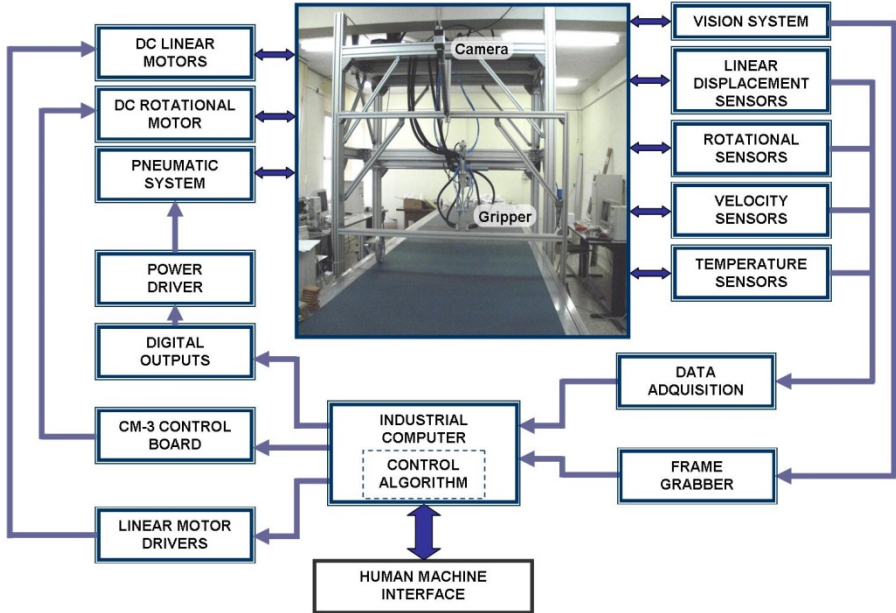 DC LINEAR
MOTORS
DC ROTATIONAL
MOTOR
PNEUMATIC
SYSTEM
POWER
DRIVER
DIGITAL
OUTPUTS
CM-3 CONTROL
BOARD
LINEAR MOTOR
DRIVERS
Camera
Gripper
INDUSTRIAL
COMPUTER
CONTROL
ALGORITHM
HUMAN MACHINE
INTERFACE
VISION SYSTEM
LINEAR
DISPLACEMENT
SENSORS
ROTATIONAL
SENSORS
VELOCITY
SENSORS
TEMPERATURE
SENSORS
DATA
ADQUISITION
FRAME
GRABBER